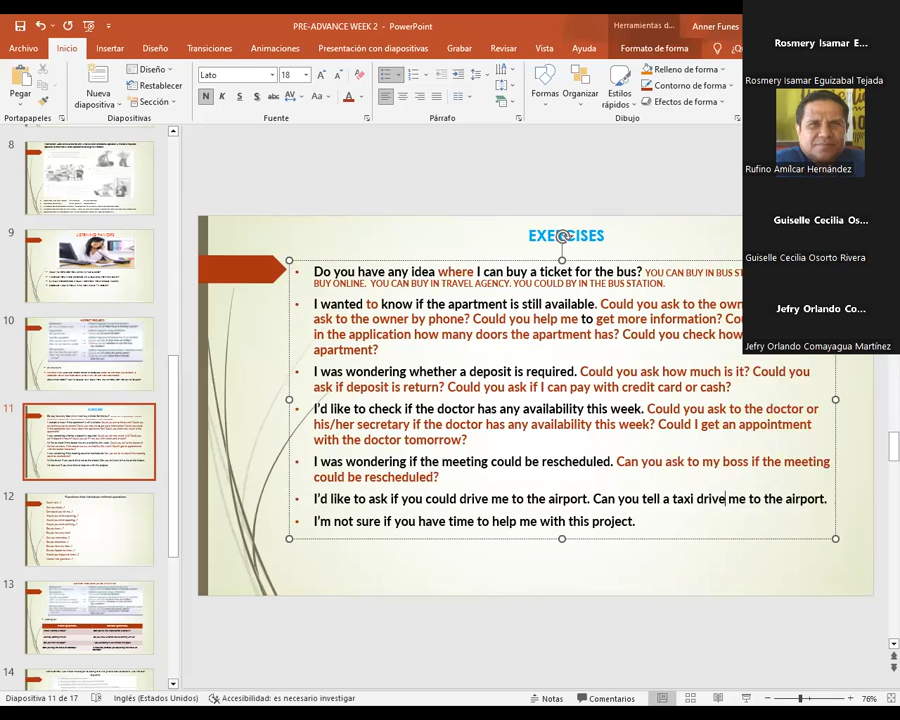 PRE-ADVANCE WEEK 2 - PowerPoint
Herramientas d...
Anner Funes
Archivo
Inicio
Insertar
Diseño
Transiciones
Animaciones
Presentación con diapositivas
Grabar
Revisar
Vista
Ayuda
Formato de forma
Pegar
Portapapeles
Nueva
diapositiva
Diseño
Restablecer
Sección
Diapositivas
Lato
18
N K S S abc AV Aa A
Fuente
Párrafo
Formas
Organizar
Estilos
rápidos
Relleno de forma
Contorno de forma
Efectos de forma
Dibujo
Rosmery Isamar E...
Rosmery Isamar Eguizabal Tejada
Rufino Amílcar Hernández
Guiselle Cecilia Os...
Guiselle Cecilia Osorto Rivera
Jefry Orlando Co...
Jefry Orlando Comayagua Martínez
8
9
10
11
12
13
14
EXERCISES
Do you have any idea where I can buy a ticket for the bus? YOU CAN BUY IN BUS ST
BUY ONLINE. YOU CAN BUY IN TRAVEL AGENCY. YOU COULD BY IN THE BUS STATION.
I wanted to know if the apartment is still available. Could you ask to the own
ask to the owner by phone? Could you help me to get more information? Co
in the application how many doors the apartment has? Could you check how
apartment?
I was wondering whether a deposit is required. Could you ask how much is it? Could you
ask if deposit is return? Could you ask if I can pay with credit card or cash?
I'd like to check if the doctor has any availability this week. Could you ask to the doctor or
his/her secretary if the doctor has any availability this week? Could I get an appointment
with the doctor tomorrow?
I was wondering if the meeting could be rescheduled. Can you ask to my boss if the meeting
could be rescheduled?
I'd like to ask if you could drive me to the airport. Can you tell a taxi drive me to the airport.
I'm not sure if you have time to help me with this project.
Diapositiva 11 de 17
Inglés (Estados Unidos)
Accesibilidad: es necesario investigar
Notas
Comentarios
76%